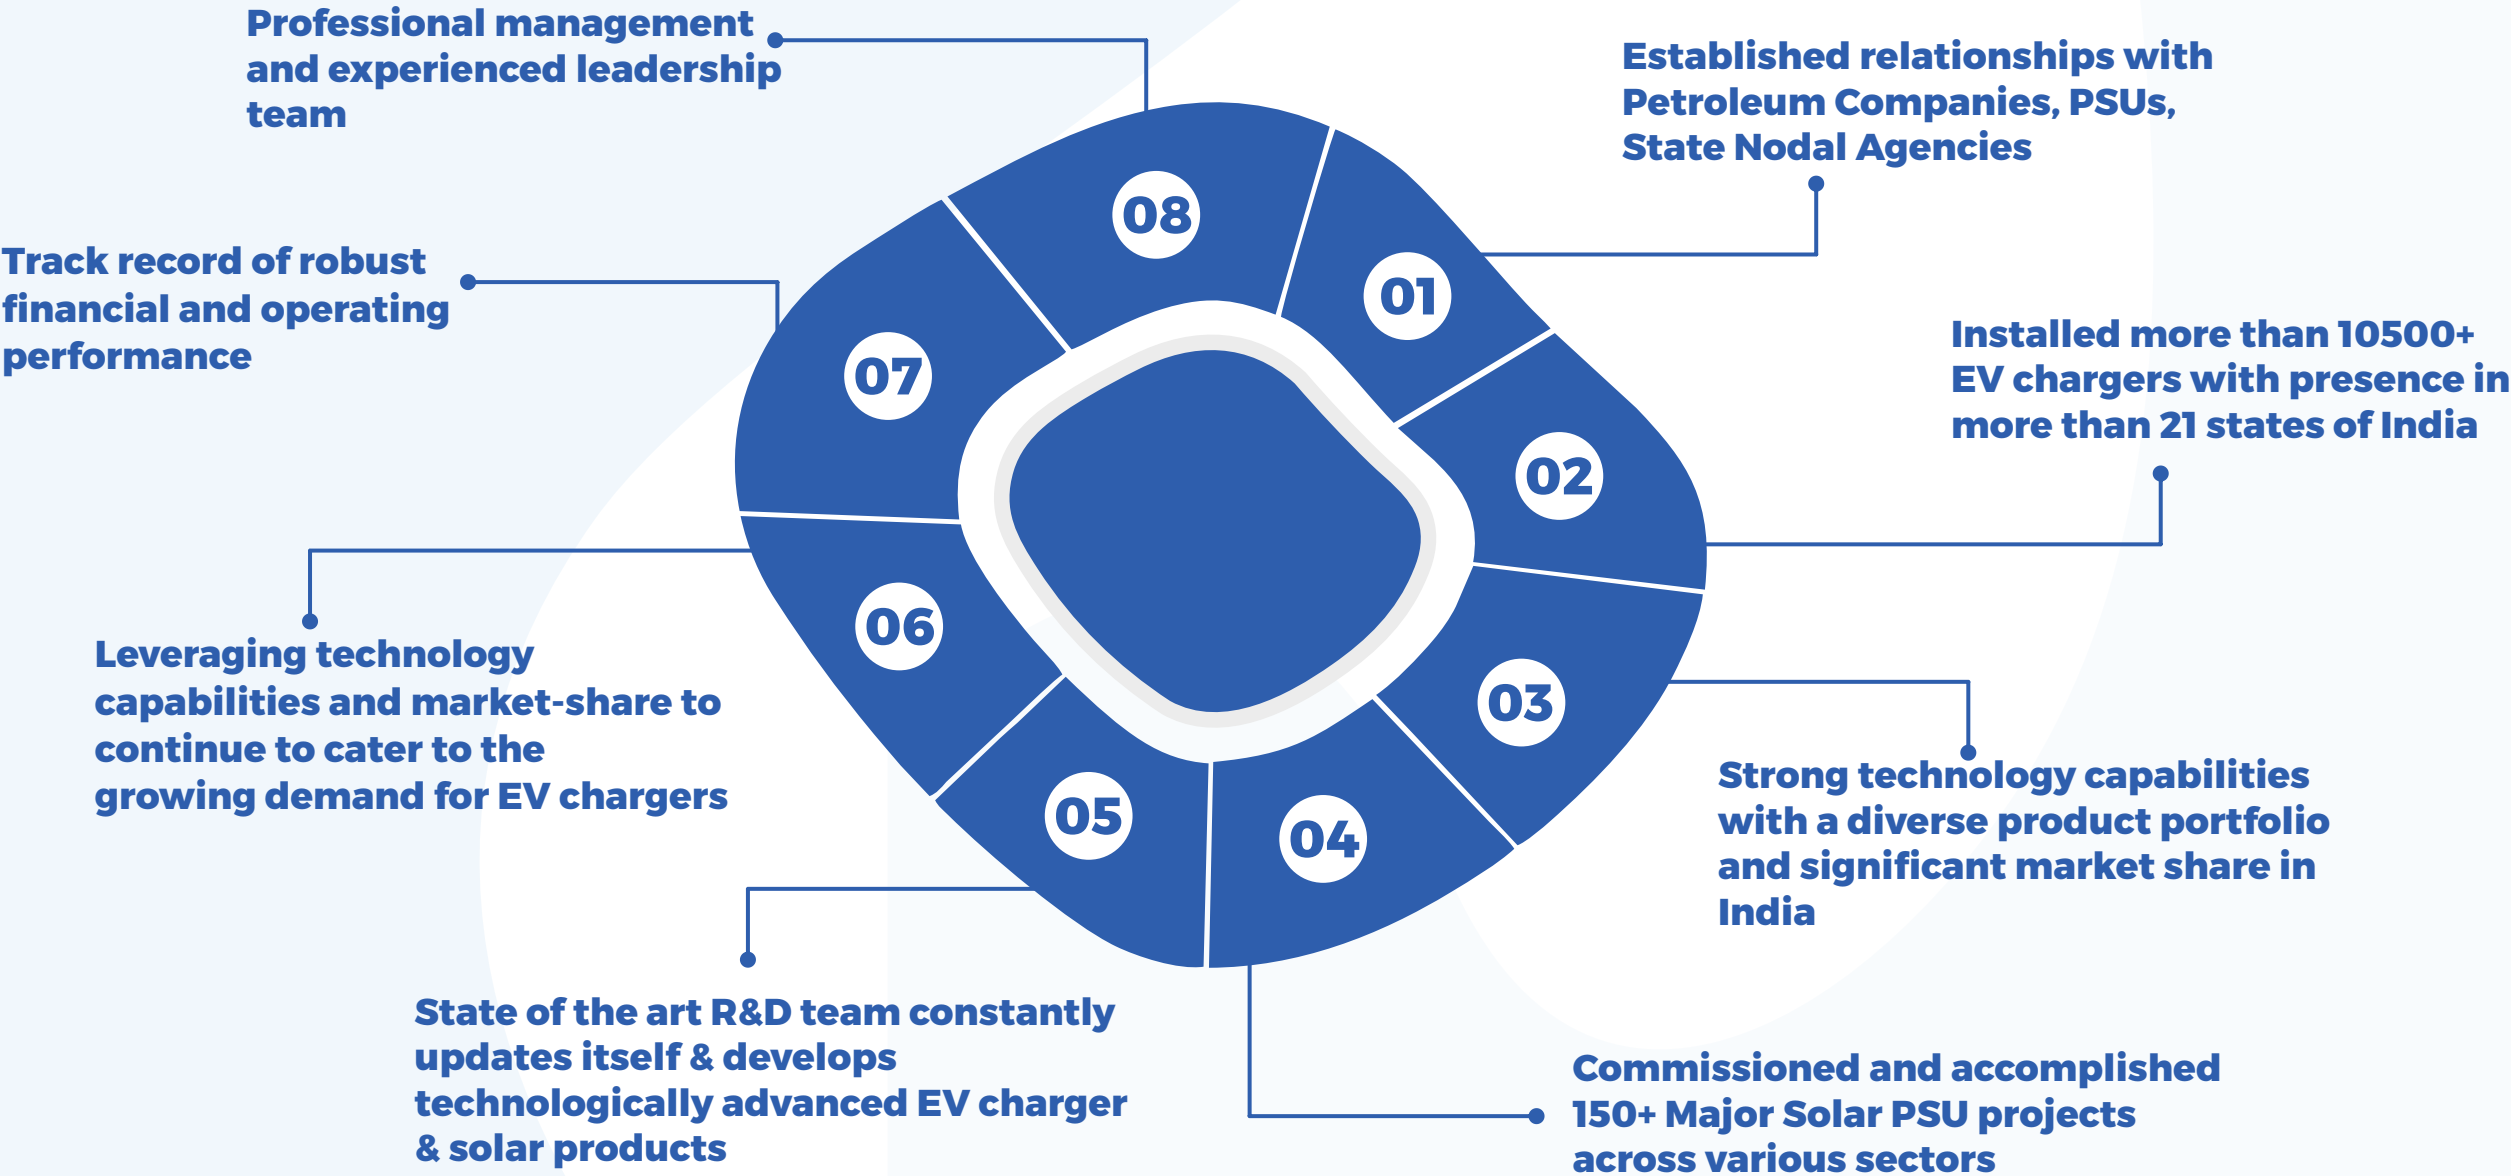 Professional management
and experienced leadership
team
Established relationships with
Petroleum Companies, PSUs,
State Nodal Agencies
08
01
Track record of robust
financial and operating
performance
07
Installed more than 10500+
EV chargers with presence in
more than 21 states of India
02
06
Leveraging technology
capabilities and market-share to
continue to cater to the
growing demand for EV chargers
03
Strong technology capabilities
with a diverse product portfolio
and significant market share in
India
05
04
State of the art R&D team constantly
updates itself & develops
technologically advanced EV charger
& solar products
Commissioned and accomplished
150+ Major Solar PSU projects
across various sectors